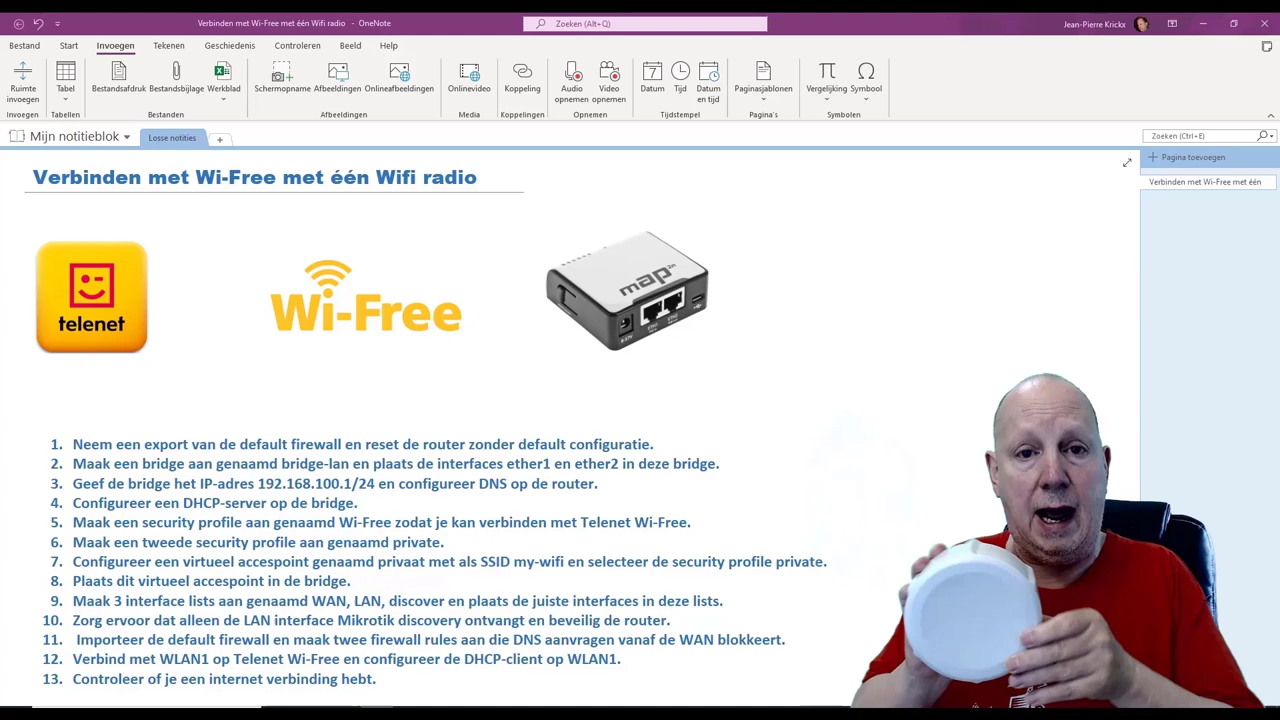 Verbinden met Wi-Free met één Wifi radio - OneNote
Zoeken (Alt+Q)
Jean-Pierre Krickx
Bestand Start Invoegen Tekenen Geschiedenis Controleren Beeld Help
Ruimte invoegen
Tabel
Bestandsafdruk
Bestandsbijlage
Werkblad
Schermopname
Afbeeldingen
Onlineafbeeldingen
Onlinevideo
Koppeling
Audio opnemen
Video opnemen
Datum
Tijd
Datum en tijd
Paginasjablonen
Vergelijking
Symbool
Invoegen Tabellen Bestanden Afbeeldingen Media Koppelingen Opnemen Tijdstempel Pagina's Symbolen
Mijn notitieblok
Losse notities
Zoeken (Ctrl+E)
Pagina toevoegen
Verbinden met Wi-Free met één
Verbinden met Wi-Free met één Wifi radio
telenet
Wi-Free
map
1. Neem een export van de default firewall en reset de router zonder default configuratie.
2. Maak een bridge aan genaamd bridge-lan en plaats de interfaces ether1 en ether2 in deze bridge.
3. Geef de bridge het IP-adres 192.168.100.1/24 en configureer DNS op de router.
4. Configureer een DHCP-server op de bridge.
5. Maak een security profile aan genaamd Wi-Free zodat je kan verbinden met Telenet Wi-Free.
6. Maak een tweede security profile aan genaamd private.
7. Configureer een virtueel accespoint genaamd privaat met als SSID my-wifi en selecteer de security profile private.
8. Plaats dit virtueel accespoint in de bridge.
9. Maak 3 interface lists aan genaamd WAN, LAN, discover en plaats de juiste interfaces in deze lists.
10. Zorg ervoor dat alleen de LAN interface Mikrotik discovery ontvangt en beveilig de router.
11. Importeer de default firewall en maak twee firewall rules aan die DNS aanvragen vanaf de WAN blokkeert.
12. Verbind met WLAN1 op Telenet Wi-Free en configureer de DHCP-client op WLAN1.
13. Controleer of je een internet verbinding hebt.